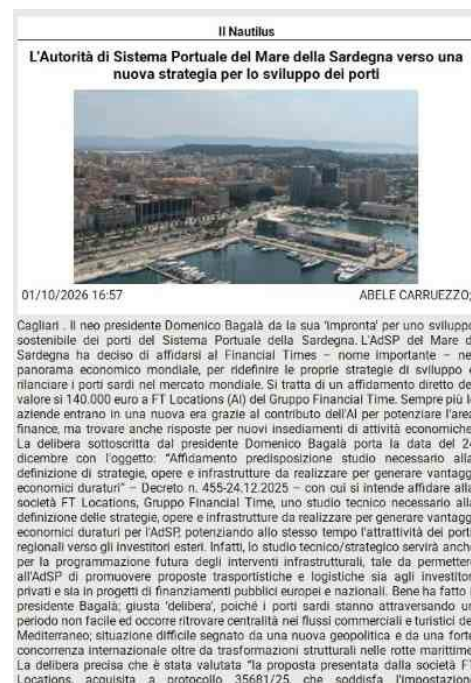 Il Nautilus
L'Autorità di Sistema Portuale del Mare della Sardegna verso una
nuova strategia per lo sviluppo dei porti
01/10/2026 16:57
ABELE CARRUEZZO;
Cagliari . Il neo presidente Domenico Bagalà da la sua 'impronta' per uno sviluppo
sostenibile dei porti del Sistema Portuale della Sardegna. L'AdSP del Mare d
Sardegna ha deciso di affidarsi al Financial Times – nome importante – ne
panorama economico mondiale, per ridefinire le proprie strategie di sviluppo e
rilanciare i porti sardi nel mercato mondiale. Si tratta di un affidamento diretto de
valore si 140.000 euro a FT Locations (AI) del Gruppo Financial Time. Sempre più le
aziende entrano in una nuova era grazie al contributo dell'AI per potenziare l'area
finance, ma trovare anche risposte per nuovi insediamenti di attività economiche
La delibera sottoscritta dal presidente Domenico Bagalà porta la data del 24
dicembre con l'oggetto: "Affidamento predisposizione studio necessario alla
definizione di strategie, opere e infrastrutture da realizzare per generare vantagg
economici duraturi" – Decreto n. 455-24.12.2025 – con cui si intende affidare alla
società FT Locations, Gruppo FInancial Time, uno studio tecnico necessario alla
definizione delle strategie, opere e infrastrutture da realizzare per generare vantagg
economici duraturi per l'AdSP, potenziando allo stesso tempo l'attrattività dei porti
regionali verso gli investitori esteri. Infatti, lo studio tecnico/strategico servirà anche
per la programmazione futura degli interventi infrastrutturali, tale da permettere
all'AdSP di promuovere proposte trasportistiche e logistiche sia agli investitor
privati e sia in progetti di finanziamenti pubblici europei e nazionali. Bene ha fatto i
presidente Bagalà; giusta 'delibera', poiché i porti sardi stanno attraversando un
periodo non facile ed occorre ritrovare centralità nei flussi commerciali e turistici de
Mediterraneo; situazione difficile segnato da una nuova geopolitica e da una forte
concorrenza internazionale oltre da trasformazioni strutturali nelle rotte marittime
La delibera precisa che è stata valutata "la proposta presentata dalla società FT
Locations, acquisita a protocollo 35681/25, che soddisfa l'impostazione